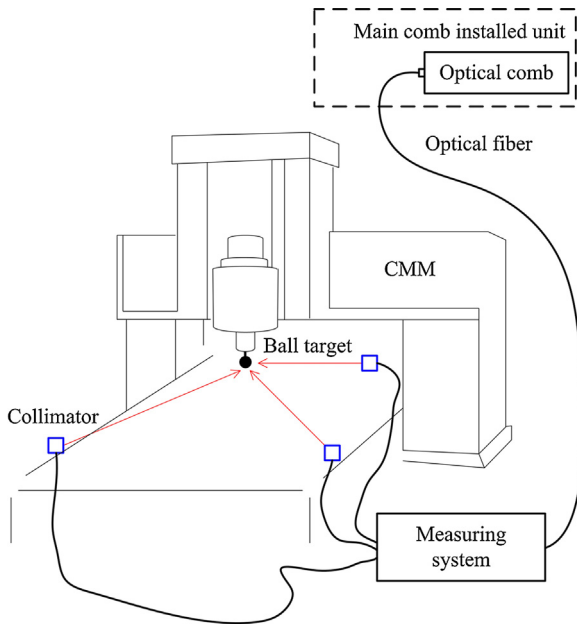 Main comb installed unit
Optical comb
Optical fiber
CMM
Ball target
Collimator
Measuring
system